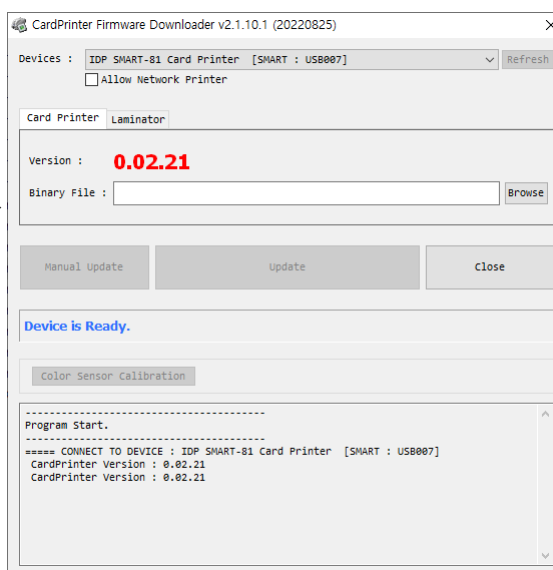 CardPrinter Firmware Downloader v2.1.10.1 (20220825)
Devices : IDP SMART-81 Card Printer [SMART : USB007] Refresh
Allow Network Printer
Card Printer Laminator
Version : 0.02.21
Binary File : Browse
Manual Update Update Close
Device is Ready.
Color Sensor Calibration
----------------------------------------
Program Start.
----------------------------------------
===== CONNECT TO DEVICE : IDP SMART-81 Card Printer [SMART : USB007]
CardPrinter Version : 0.02.21
CardPrinter Version : 0.02.21